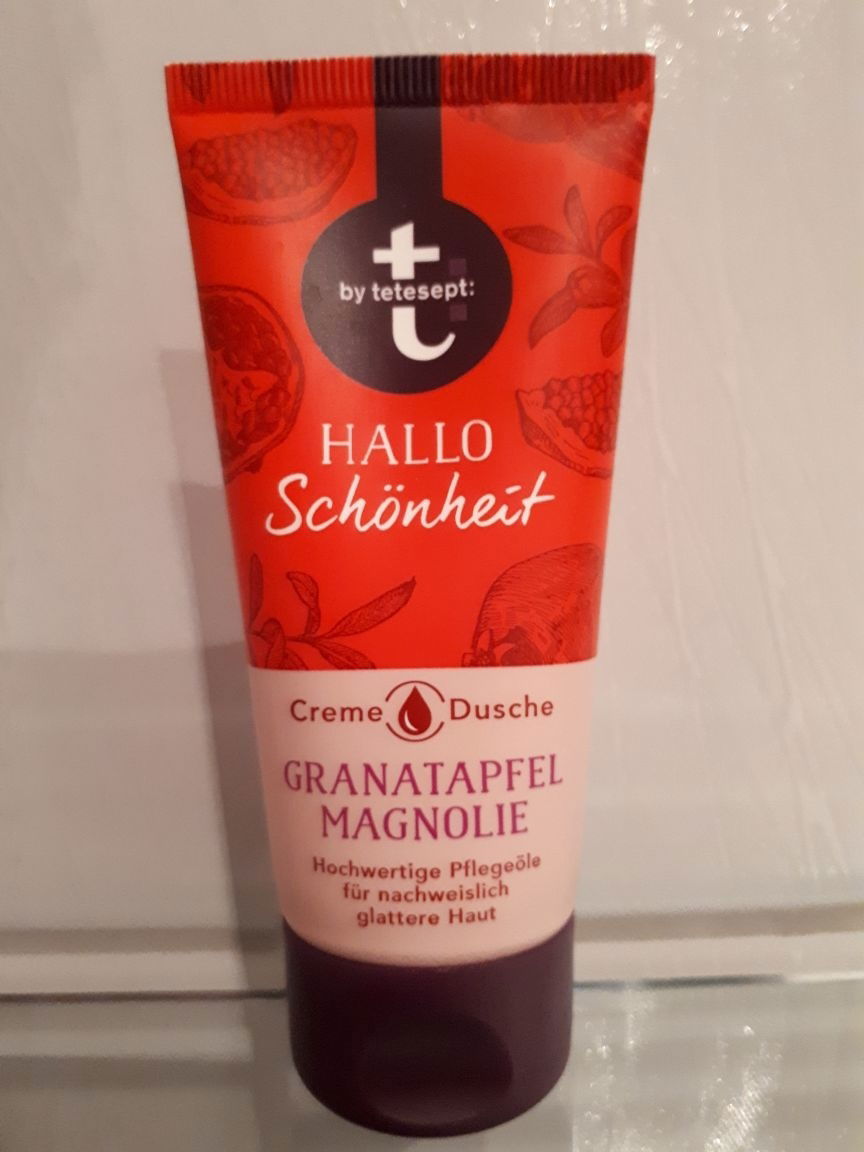 t
by tetesept:
HALLO
Schönheit
Creme Dusche
GRANATAPFEL
MAGNOLIE
Hochwertige Pflegeöle
für nachweislich
glattere Haut